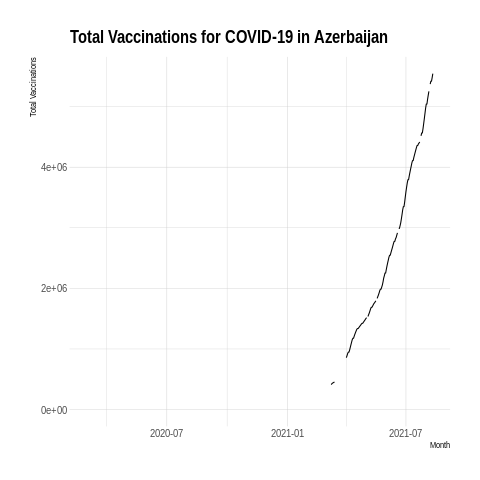 Total Vaccinations for COVID-19 in Azerbaijan
Total Vaccinations
4e+06
2e+06
0e+00
2020-07
2021-01
2021-07
Month